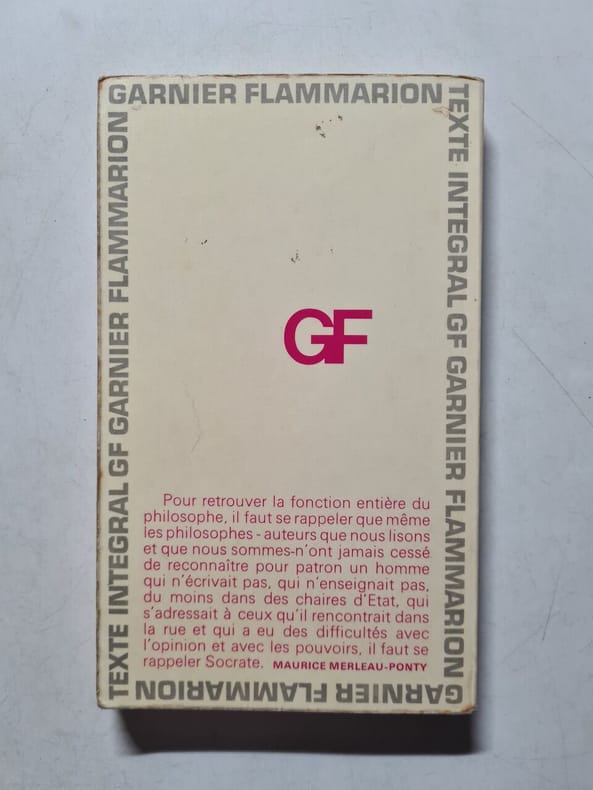 GARNIER FLAMMARION
TEXTE INTEGRAL GF GARNIER FLAMMARION
GARNIER FLAMMARION
TEXTE INTEGRAL GF GARNIER FLAMMARION
GF
Pour retrouver la fonction entière du
philosophe, il faut se rappeler que même
les philosophes - auteurs que nous lisons
et que nous sommes-n'ont jamais cessé
de reconnaître pour patron un homme
qui n'écrivait pas, qui n'enseignait pas,
du moins dans des chaires d'Etat, qui
s'adressait à ceux qu'il rencontrait dans
la rue et qui a eu des difficultés avec
l'opinion et avec les pouvoirs, il faut se
rappeler Socrate. MAURICE MERLEAU-PONTY